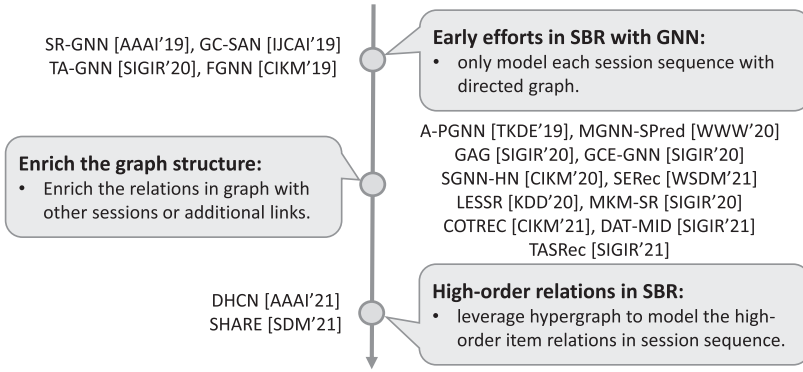 SR-GNN [AAAI’19], GC-SAN [IJCAI’19]
TA-GNN [SIGIR’20], FGNN [CIKM’19]
Early efforts in SBR with GNN:
• only model each session sequence with
directed graph.
Enrich the graph structure:
• Enrich the relations in graph with
other sessions or additional links.
A-PGNN [TKDE’19], MGNN-SPred [WWW’20]
GAG [SIGIR’20], GCE-GNN [SIGIR’20]
SGNN-HN [CIKM’20], SERec [WSDM’21]
LESSR [KDD’20], MKM-SR [SIGIR’20]
COTREC [CIKM’21], DAT-MID [SIGIR’21]
TASRec [SIGIR’21]
DHCN [AAAI’21]
SHARE [SDM’21]
High-order relations in SBR:
• leverage hypergraph to model the high-
order item relations in session sequence.